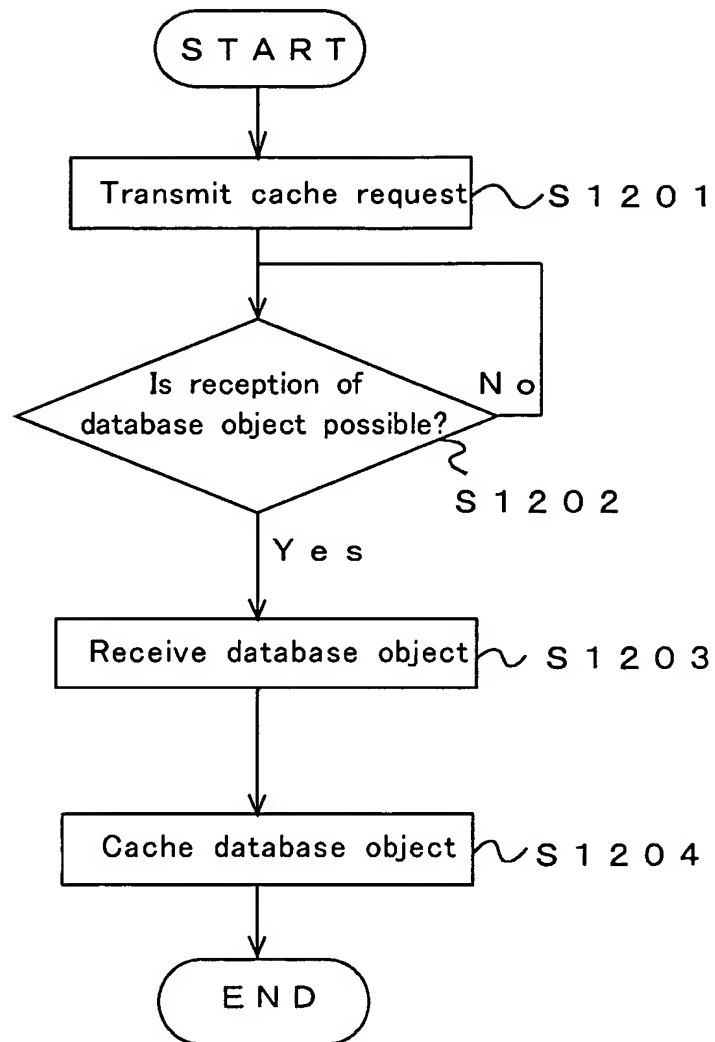 START
Transmit cache request
S1201
Is reception of
database object possible?
No
S1202
Yes
Receive database object
S1203
Cache database object
S1204
END